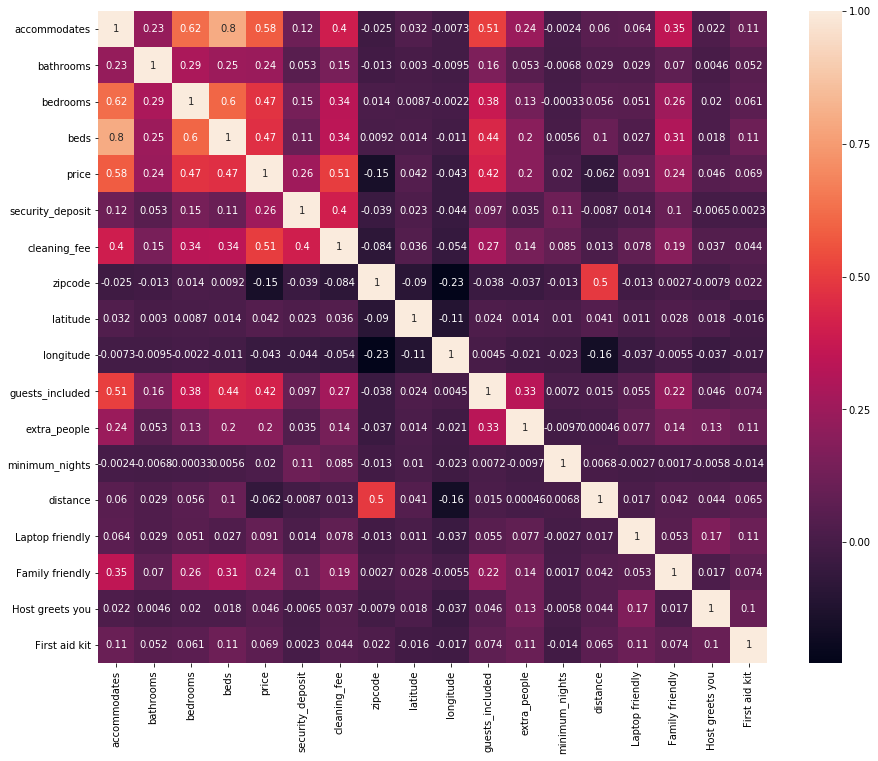 accommodates 1 0.23 0.62 0.8 0.58 0.12 0.4 -0.025 0.032 -0.0073 0.51 0.24 -0.0024 0.06 0.064 0.35 0.022 0.11
bathrooms 0.23 1 0.29 0.25 0.24 0.053 0.15 -0.013 0.003 -0.0095 0.16 0.053 -0.0068 0.029 0.029 0.07 0.0046 0.052
bedrooms 0.62 0.29 1 0.6 0.47 0.15 0.34 0.014 0.0087 -0.0022 0.38 0.13 -0.00033 0.056 0.051 0.26 0.02 0.061
beds 0.8 0.25 0.6 1 0.47 0.11 0.34 0.0092 0.014 -0.011 0.44 0.2 0.0056 0.1 0.027 0.31 0.018 0.11
price 0.58 0.24 0.47 0.47 1 0.26 0.51 -0.15 0.042 -0.043 0.42 0.2 0.02 -0.062 0.091 0.24 0.046 0.069
security_deposit 0.12 0.053 0.15 0.11 0.26 1 0.4 -0.039 0.023 -0.044 0.097 0.035 0.11 -0.0087 0.014 0.1 -0.0065 0.0023
cleaning_fee 0.4 0.15 0.34 0.34 0.51 0.4 1 -0.084 0.036 -0.054 0.27 0.14 0.085 0.013 0.078 0.19 0.037 0.044
zipcode -0.025 -0.013 0.014 0.0092 -0.15 -0.039 -0.084 1 -0.09 -0.23 -0.038 -0.037 -0.013 0.5 -0.013 0.0027 -0.0079 0.022
latitude 0.032 0.003 0.0087 0.014 0.042 0.023 0.036 -0.09 1 -0.11 0.024 0.014 0.01 0.041 0.011 0.028 0.018 -0.016
longitude -0.0073 -0.0095 -0.0022 -0.011 -0.043 -0.044 -0.054 -0.23 -0.11 1 0.0045 -0.021 -0.023 -0.16 -0.037 -0.0055 -0.037 -0.017
guests_included 0.51 0.16 0.38 0.44 0.42 0.097 0.27 -0.038 0.024 0.0045 1 0.33 0.0072 0.015 0.055 0.22 0.046 0.074
extra_people 0.24 0.053 0.13 0.2 0.2 0.035 0.14 -0.037 0.014 -0.021 0.33 1 -0.0097 0.00046 0.077 0.14 0.13 0.11
minimum_nights -0.0024 -0.0068 -0.00033 0.0056 0.02 0.11 0.085 -0.013 0.01 -0.023 0.0072 -0.0097 1 0.0068 -0.0027 0.0017 -0.0058 -0.014
distance 0.06 0.029 0.056 0.1 -0.062 -0.0087 0.013 0.5 0.041 -0.16 0.015 0.00046 0.0068 1 0.017 0.042 0.044 0.065
Laptop friendly 0.064 0.029 0.051 0.027 0.091 0.014 0.078 -0.013 0.011 -0.037 0.055 0.077 -0.0027 0.017 1 0.053 0.17 0.11
Family friendly 0.35 0.07 0.26 0.31 0.24 0.1 0.19 0.0027 0.028 -0.0055 0.22 0.14 0.0017 0.042 0.053 1 0.017 0.074
Host greets you 0.022 0.0046 0.02 0.018 0.046 -0.0065 0.037 -0.0079 0.018 -0.037 0.046 0.13 -0.0058 0.044 0.17 0.017 1 0.1
First aid kit 0.11 0.052 0.061 0.11 0.069 0.0023 0.044 0.022 -0.016 -0.017 0.074 0.11 -0.014 0.065 0.11 0.074 0.1 1
accommodates
bathrooms
bedrooms
beds
price
security_deposit
cleaning_fee
zipcode
latitude
longitude
guests_included
extra_people
minimum_nights
distance
Laptop friendly
Family friendly
Host greets you
First aid kit
1.00
0.75
0.50
0.25
0.00